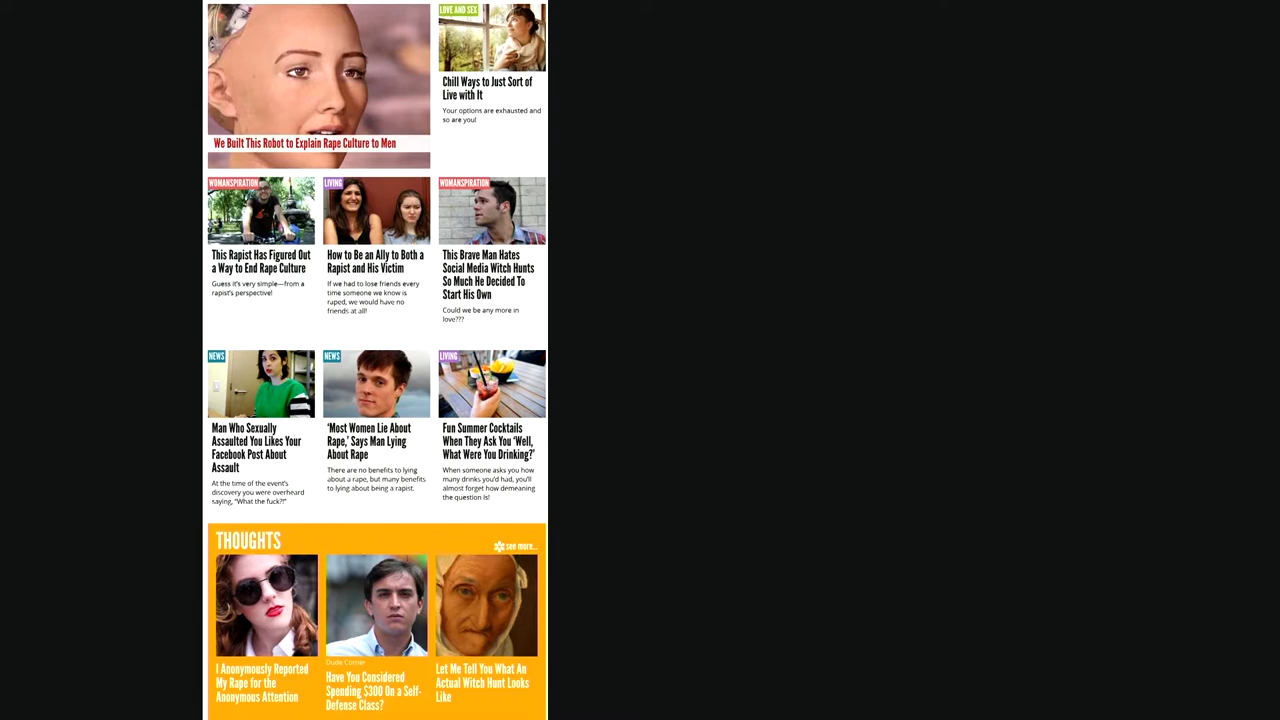 We Built This Robot to Explain Rape Culture to Men
LOVE AND SEX
Chill Ways to Just Sort of
Live with It
Your options are exhausted and
so are you!
WOMANSPIRATION
This Rapist Has Figured Out
a Way to End Rape Culture
Guess it's very simple—from a
rapist's perspective!
LIVING
How to Be an Ally to Both a
Rapist and His Victim
If we had to lose friends every
time someone we know is
raped, we would have no
friends at all!
WOMANSPIRATION
This Brave Man Hates
Social Media Witch Hunts
So Much He Decided To
Start His Own
Could we be any more in
love???
NEWS
Man Who Sexually
Assaulted You Likes Your
Facebook Post About
Assault
At the time of the event's
discovery you were overheard
saying, "What the fuck?!"
NEWS
‘Most Women Lie About
Rape,’ Says Man Lying
About Rape
There are no benefits to lying
about a rape, but many benefits
to lying about being a rapist.
LIVING
Fun Summer Cocktails
When They Ask You ‘Well,
What Were You Drinking?’
When someone asks you how
many drinks you'd had, you'll
almost forget how demeaning
the question is!
THOUGHTS
see more...
I Anonymously Reported
My Rape for the
Anonymous Attention
Dude Corner
Have You Considered
Spending $300 On a Self-
Defense Class?
Let Me Tell You What An
Actual Witch Hunt Looks
Like